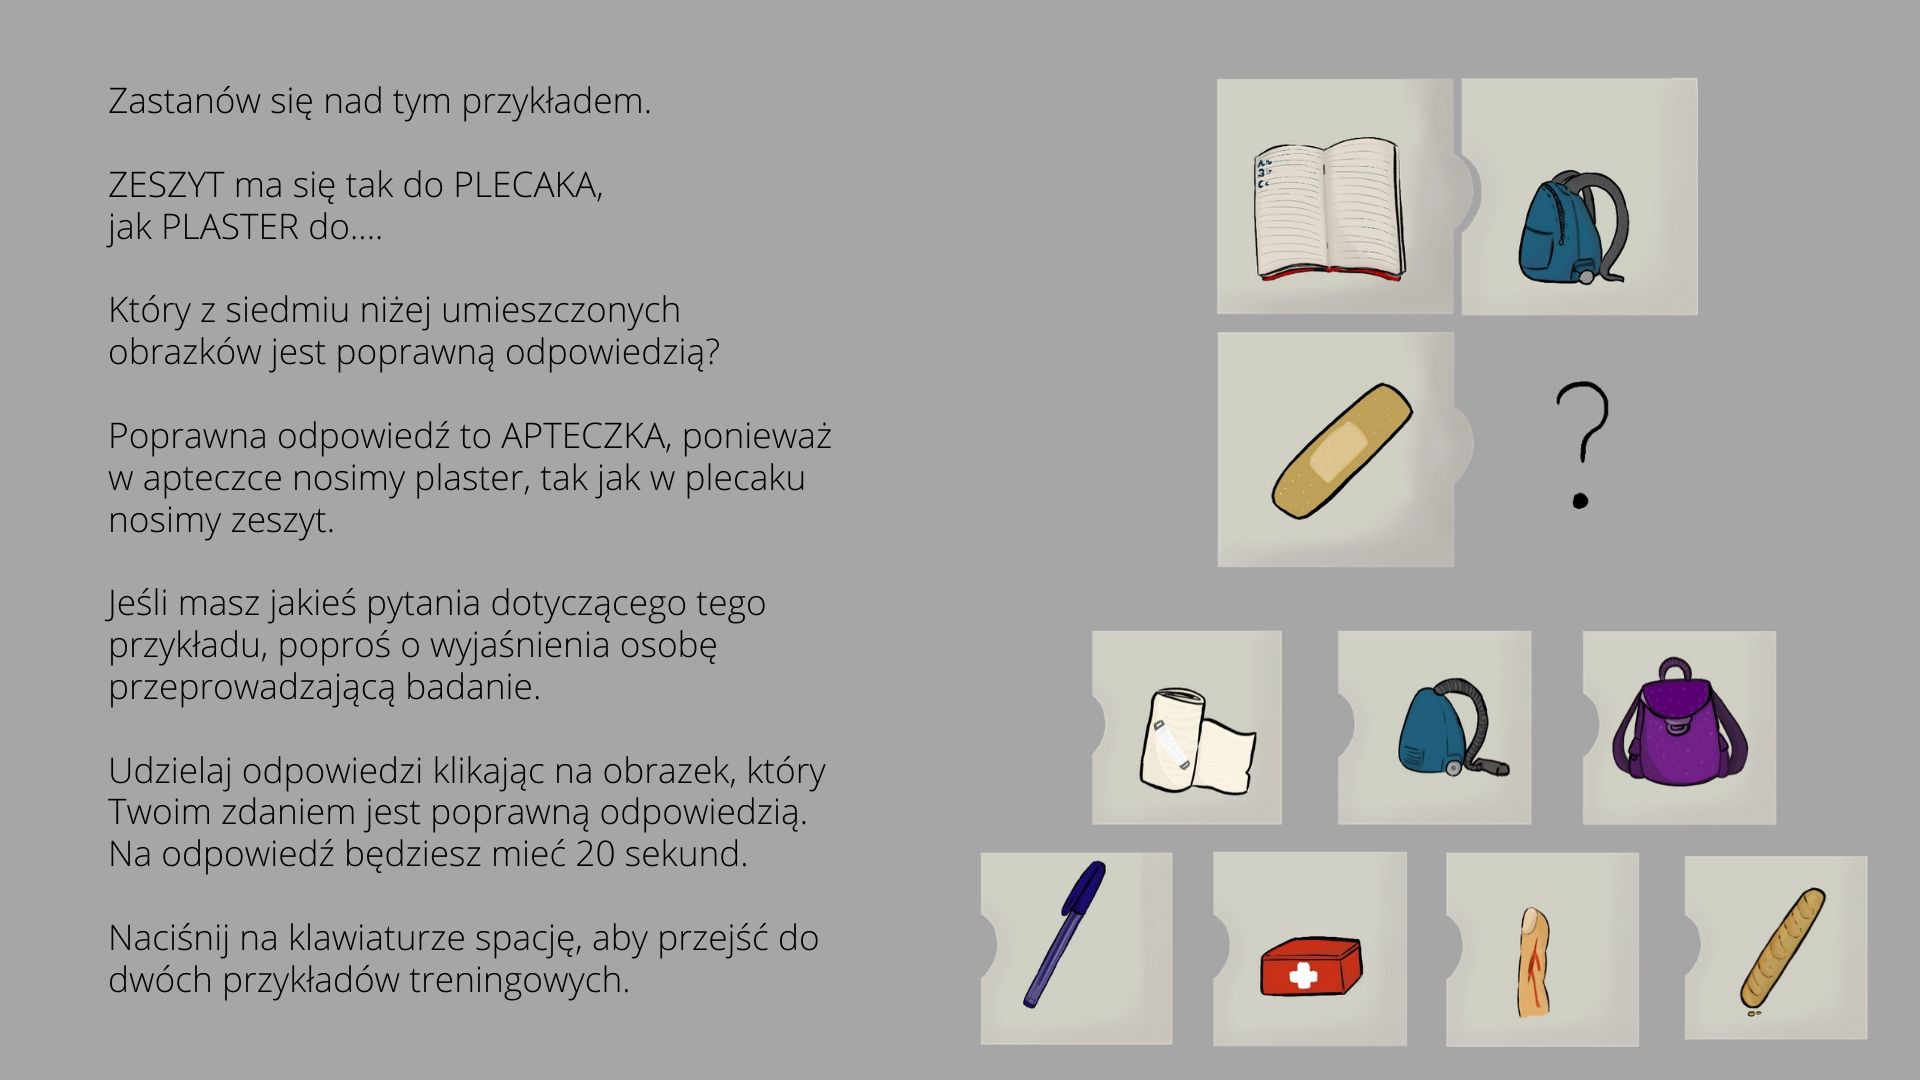 Zastanów się nad tym przykładem.
ZESZYT ma się tak do PLECAKA,
jak PLASTER do....
Który z siedmiu niżej umieszczonych
obrazków jest poprawną odpowiedzią?
Poprawna odpowiedź to APTECZKA, ponieważ
w apteczce nosimy plaster, tak jak w plecaku
nosimy zeszyt.
Jeśli masz jakieś pytania dotyczącego tego
przykładu, poproś o wyjaśnienia osobę
przeprowadzającą badanie.
Udzielaj odpowiedzi klikając na obrazek, który
Twoim zdaniem jest poprawną odpowiedzią.
Na odpowiedź będziesz mieć 20 sekund.
Naciśnij na klawiaturze spację, aby przejść do
dwóch przykładów treningowych.
Aa
Bb
Cc
?